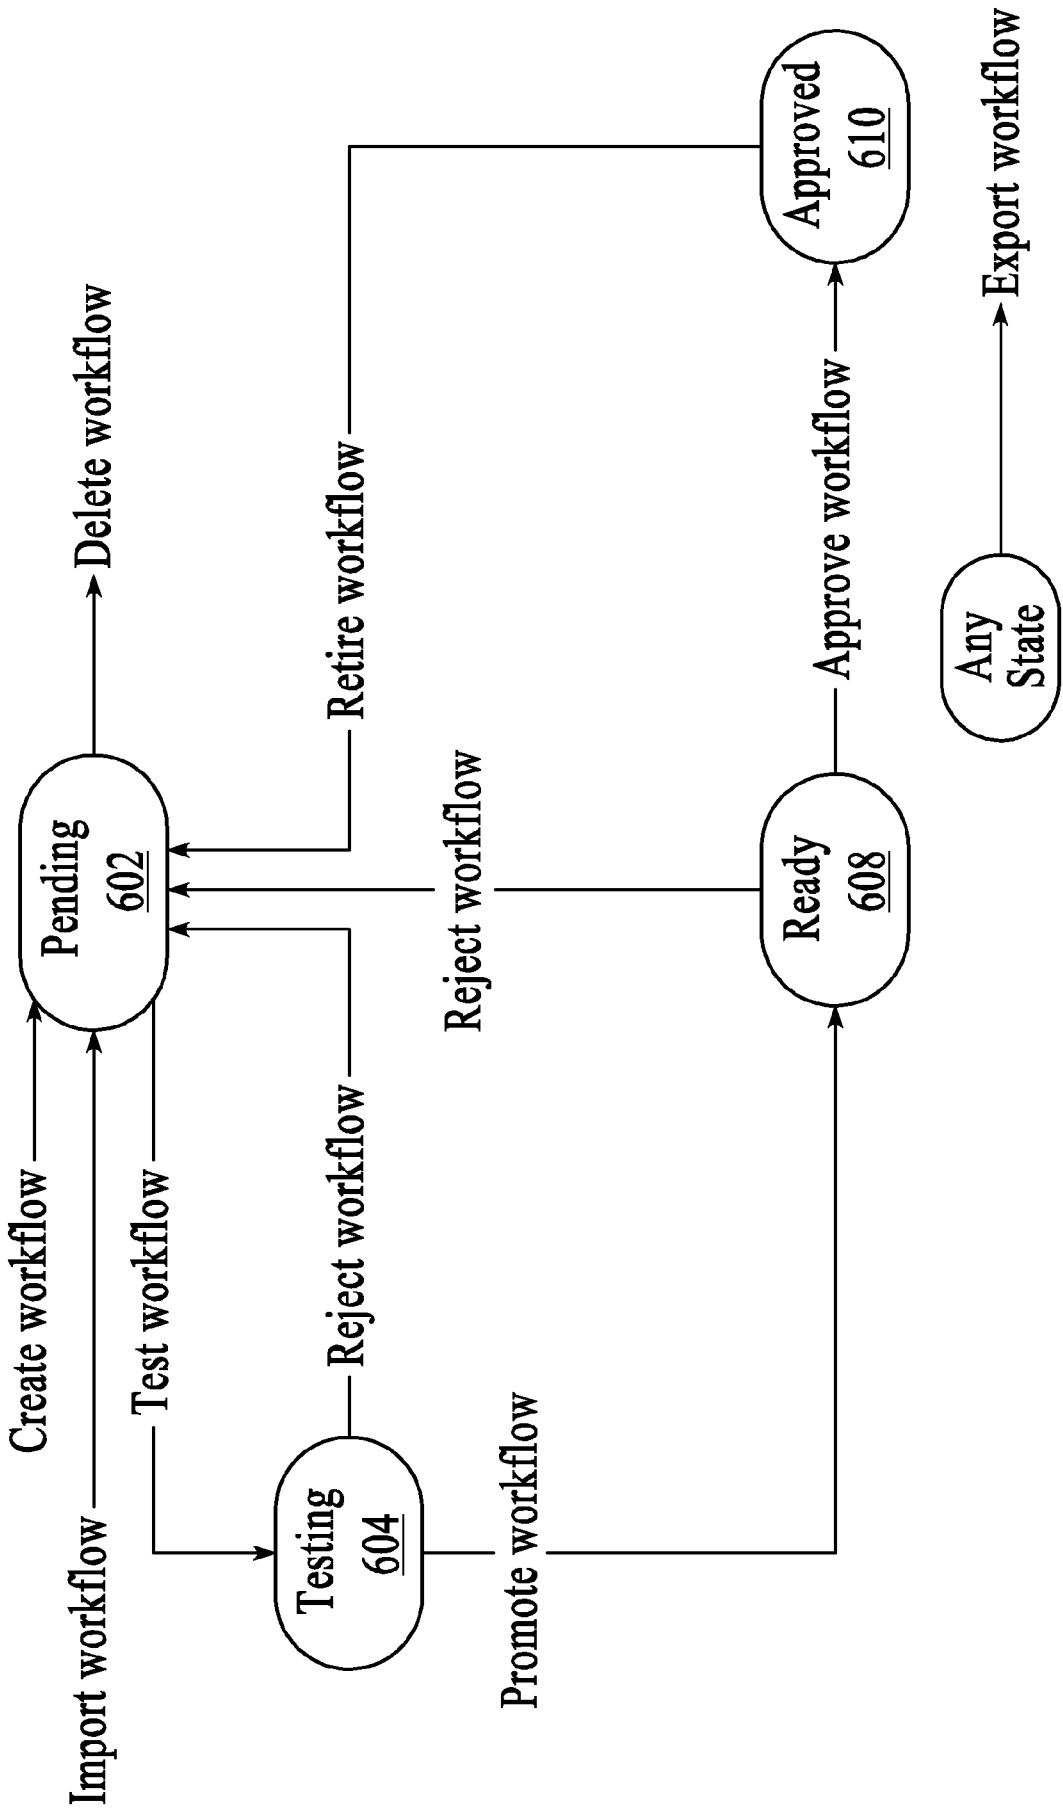 Create workflow
Import workflow
Pending
602
Delete workflow
Test workflow
Testing
604
Reject workflow
Retire workflow
Reject workflow
Promote workflow
Ready
608
Approve workflow
Approved
610
Any
State
Export workflow